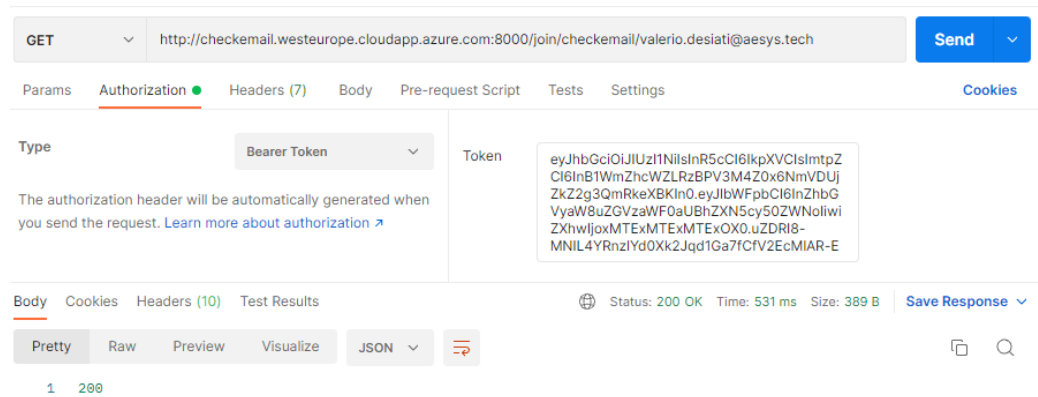 GET http://checkemail.westeurope.cloudapp.azure.com:8000/join/checkemail/valerio.desiati@aesys.tech Send
Params Authorization Headers (7) Body Pre-request Script Tests Settings Cookies
Type Bearer Token
The authorization header will be automatically generated when
you send the request. Learn more about authorization ↗
Token
eyJhbGciOiJIUzI1NiIsInR5cCI6IkpXVCIsImtpZ
CI6InB1WmZhcWZLRzBPV3M4Z0x6NmVDUj
ZkZ2g3QmRkeXBKIn0.eyJlbWFpbCI6InZhbG
VyaW8uZGVzaWF0aUBhZXN5cy50ZWNoIiwi
ZXhwIjoxMTExMTExMTExOX0.uZDRI8-
MNIL4YRnzIYd0Xk2Jqd1Ga7fCfV2EcMIAR-E
Body Cookies Headers (10) Test Results Status: 200 OK Time: 531 ms Size: 389 B Save Response
Pretty Raw Preview Visualize JSON
1 200